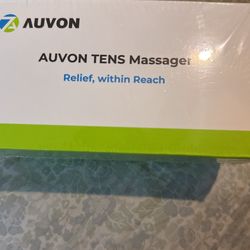 AUVON
AUVON TENS Massager
Relief, within Reach